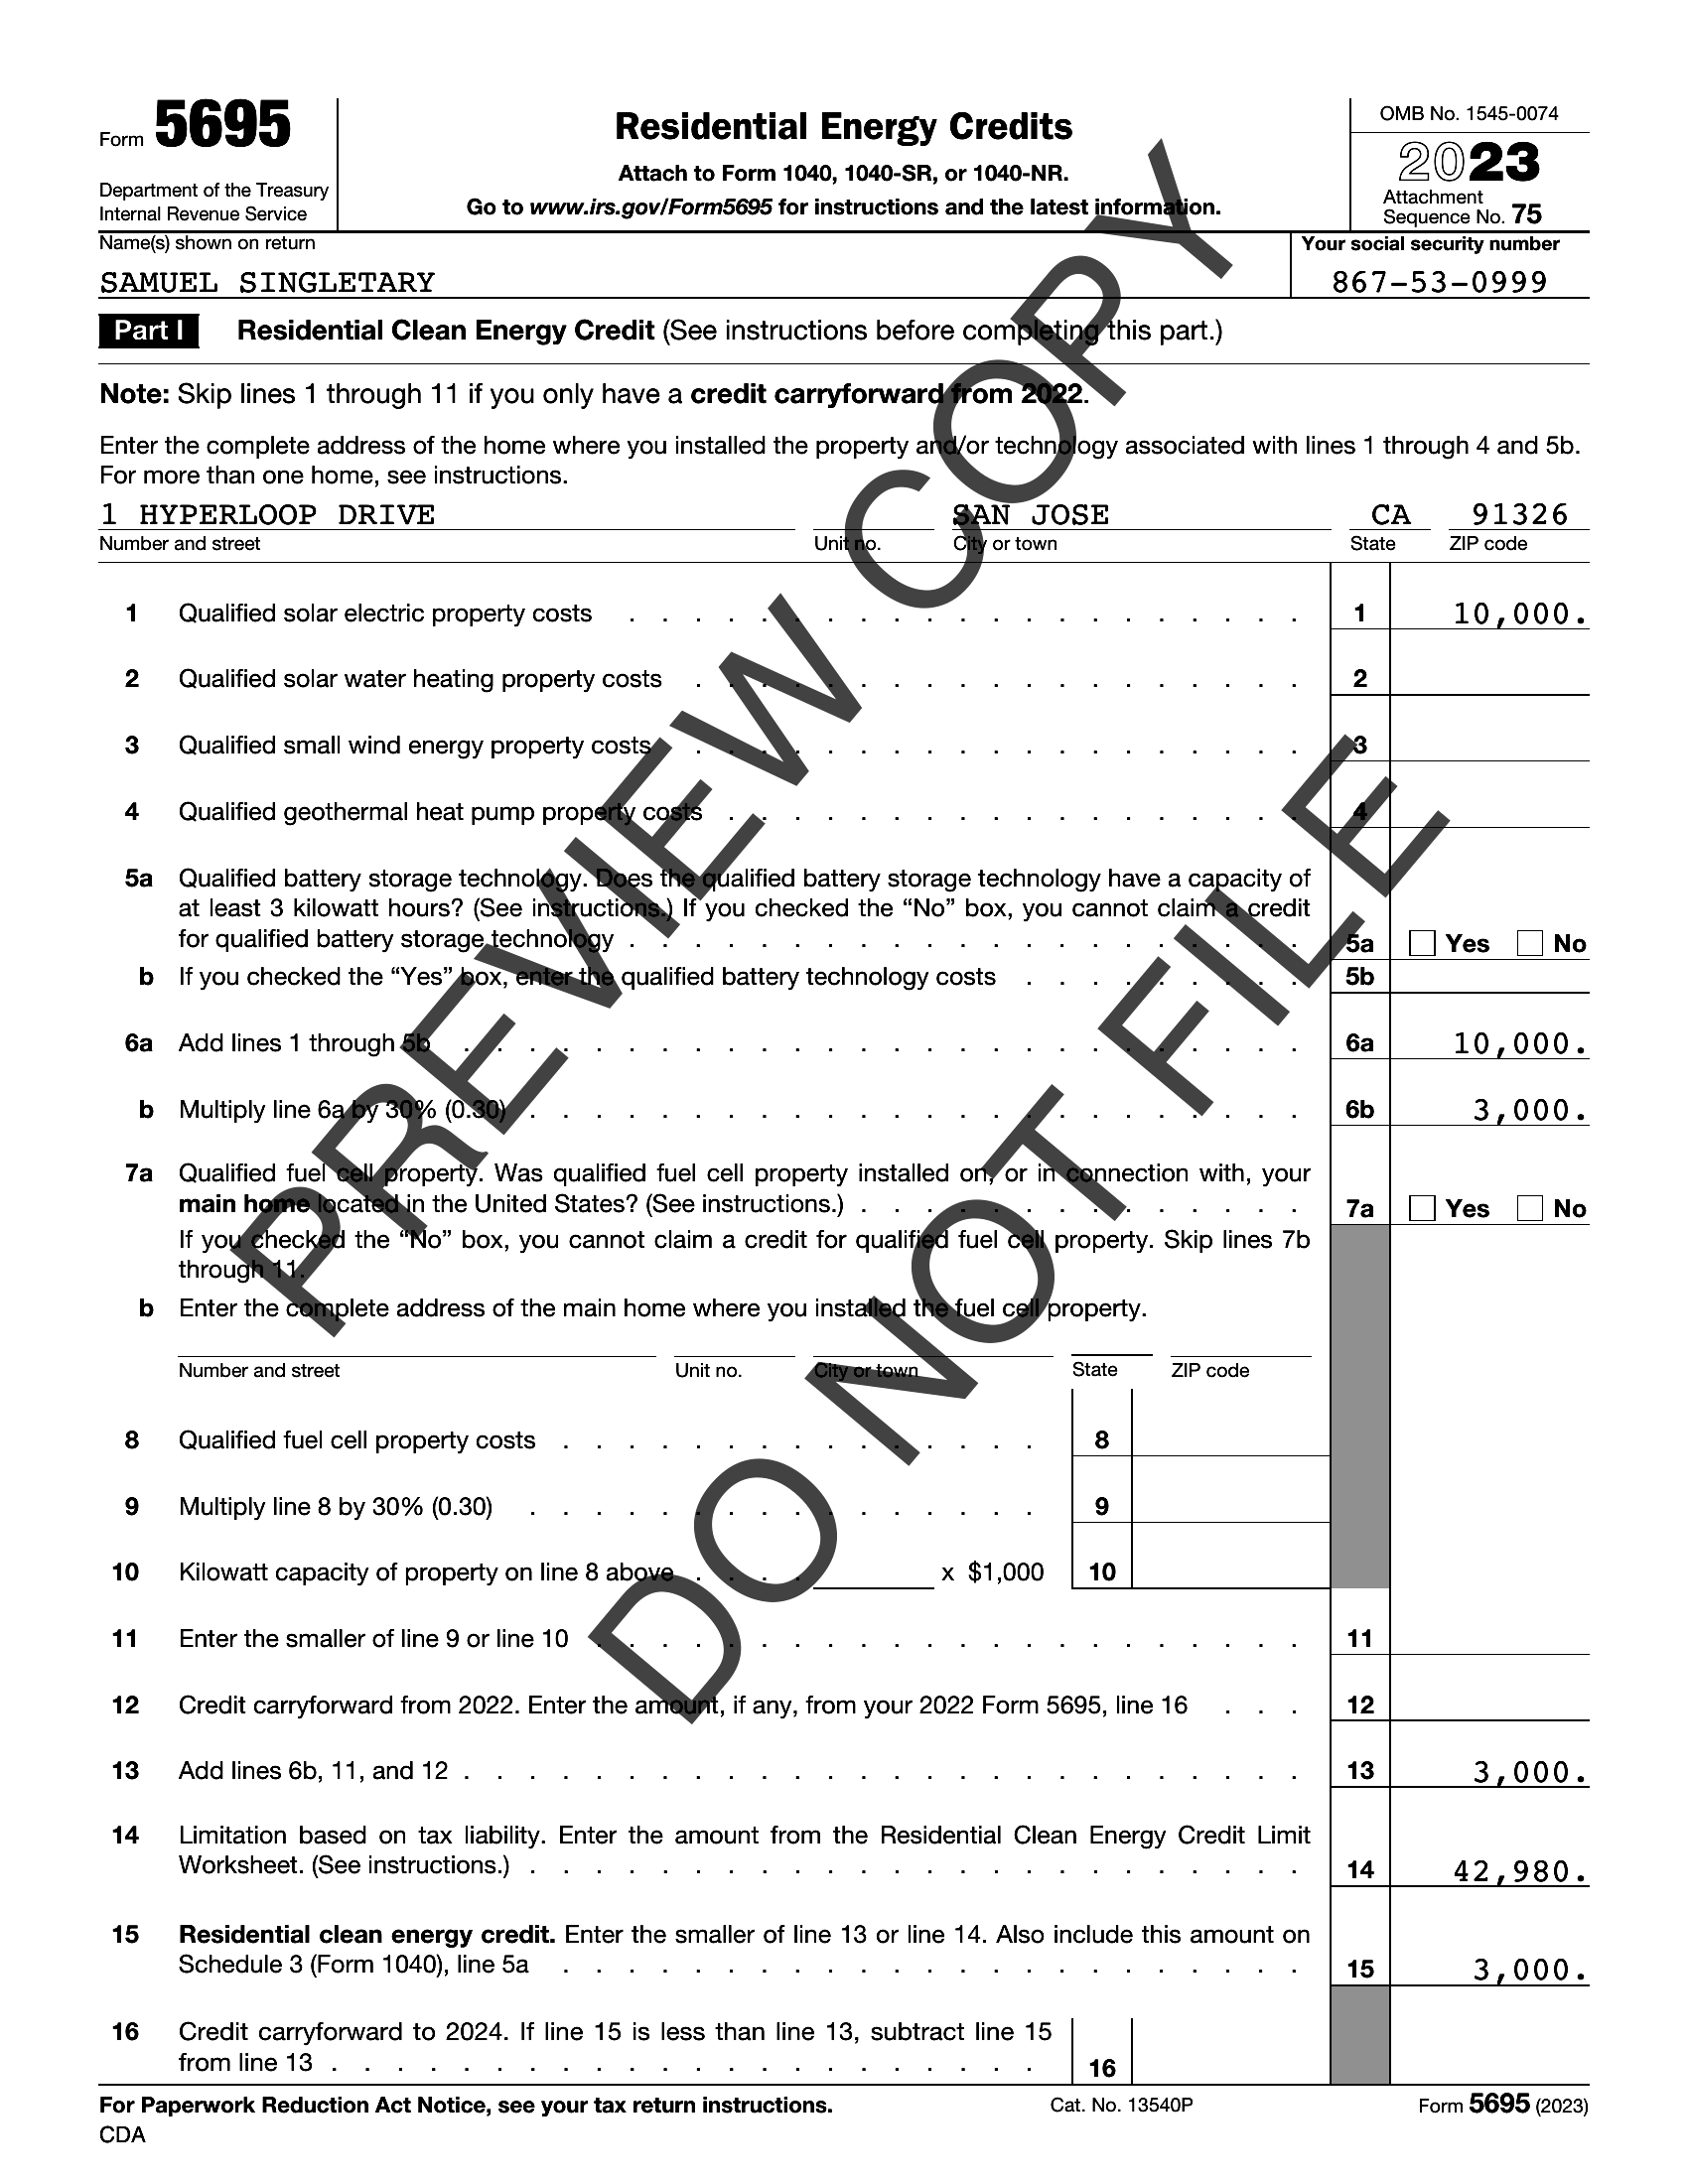 Form 5695
Department of the Treasury
Internal Revenue Service
Residential Energy Credits
Attach to Form 1040, 1040-SR, or 1040-NR.
Go to www.irs.gov/Form5695 for instructions and the latest information.
OMB No. 1545-0074
2023
Attachment
Sequence No. 75
Name(s) shown on return
SAMUEL SINGLETARY
Your social security number
867-53-0999
Part I Residential Clean Energy Credit (See instructions before completing this part.)
Note: Skip lines 1 through 11 if you only have a credit carryforward from 2022.
Enter the complete address of the home where you installed the property and/or technology associated with lines 1 through 4 and 5b.
For more than one home, see instructions.
1 HYPERLOOP DRIVE SAN JOSE CA 91326
Number and street Unit no. City or town State ZIP code
1 Qualified solar electric property costs . . . . . . . . . . . . . . . . . . . . . 1 10,000.
2 Qualified solar water heating property costs . . . . . . . . . . . . . . . . . . . 2
3 Qualified small wind energy property costs . . . . . . . . . . . . . . . . . . . 3
4 Qualified geothermal heat pump property costs . . . . . . . . . . . . . . . . . . 4
5a Qualified battery storage technology. Does the qualified battery storage technology have a capacity of
at least 3 kilowatt hours? (See instructions.) If you checked the “No” box, you cannot claim a credit
for qualified battery storage technology . . . . . . . . . . . . . . . . . . . . . 5a Yes No
b If you checked the “Yes” box, enter the qualified battery technology costs . . . . . . . . . 5b
6a Add lines 1 through 5b . . . . . . . . . . . . . . . . . . . . . . . . . . 6a 10,000.
b Multiply line 6a by 30% (0.30) . . . . . . . . . . . . . . . . . . . . . . . . 6b 3,000.
7a Qualified fuel cell property. Was qualified fuel cell property installed on, or in connection with, your
main home located in the United States? (See instructions.) . . . . . . . . . . . . . . 7a Yes No
If you checked the “No” box, you cannot claim a credit for qualified fuel cell property. Skip lines 7b
through 11.
b Enter the complete address of the main home where you installed the fuel cell property.
Number and street Unit no. City or town State ZIP code
8 Qualified fuel cell property costs . . . . . . . . . . . . . . . 8
9 Multiply line 8 by 30% (0.30) . . . . . . . . . . . . . . . . 9
10 Kilowatt capacity of property on line 8 above . . . . x $1,000 10
11 Enter the smaller of line 9 or line 10 . . . . . . . . . . . . . . . . . . . . . . 11
12 Credit carryforward from 2022. Enter the amount, if any, from your 2022 Form 5695, line 16 . . . 12
13 Add lines 6b, 11, and 12 . . . . . . . . . . . . . . . . . . . . . . . . . . 13 3,000.
14 Limitation based on tax liability. Enter the amount from the Residential Clean Energy Credit Limit
Worksheet. (See instructions.) . . . . . . . . . . . . . . . . . . . . . . . . 14 42,980.
15 Residential clean energy credit. Enter the smaller of line 13 or line 14. Also include this amount on
Schedule 3 (Form 1040), line 5a . . . . . . . . . . . . . . . . . . . . . . . 15 3,000.
16 Credit carryforward to 2024. If line 15 is less than line 13, subtract line 15
from line 13 . . . . . . . . . . . . . . . . . . . . . . 16
For Paperwork Reduction Act Notice, see your tax return instructions. Cat. No. 13540P Form 5695 (2023)
CDA
PREVIEW COPY
DO NOT FILE